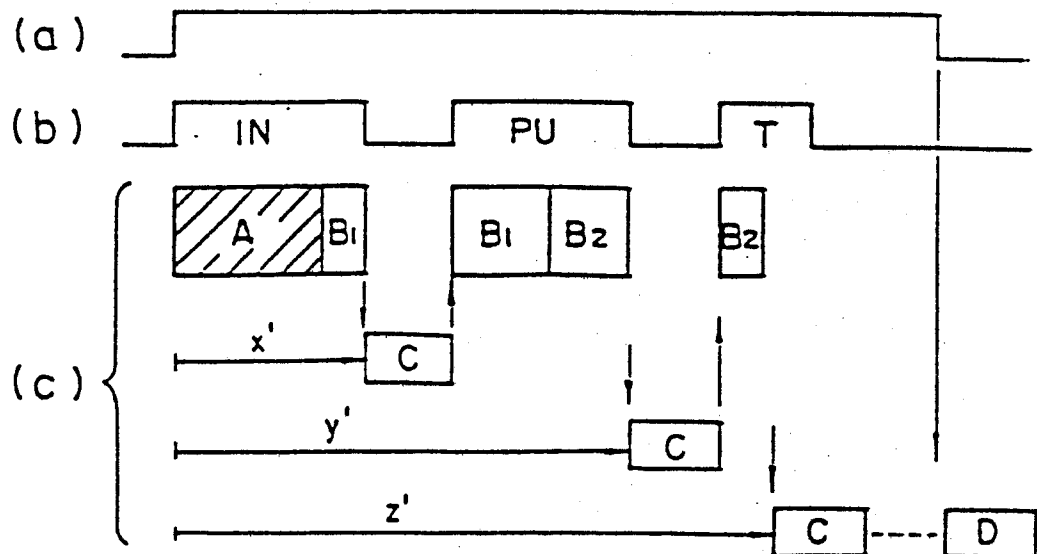 (a)
(b) IN PU T
A B1 B1 B2 B2
x' C
(c)
y' C
z' C D